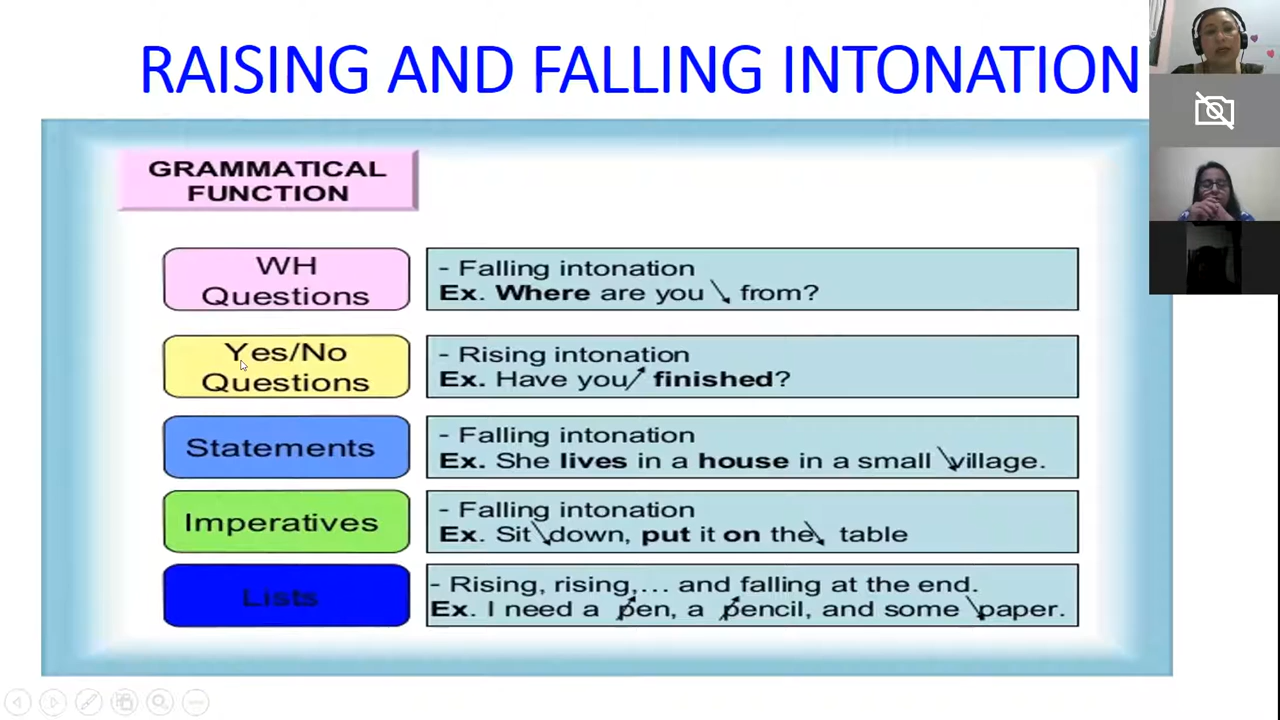 RAISING AND FALLING INTONATION
GRAMMATICAL
FUNCTION
WH
Questions
- Falling intonation
Ex. Where are you from?
Yes/No
Questions
- Rising intonation
Ex. Have you finished?
Statements
- Falling intonation
Ex. She lives in a house in a small village.
Imperatives
- Falling intonation
Ex. Sit down, put it on the table
Lists
- Rising, rising,... and falling at the end.
Ex. I need a pen, a pencil, and some paper.